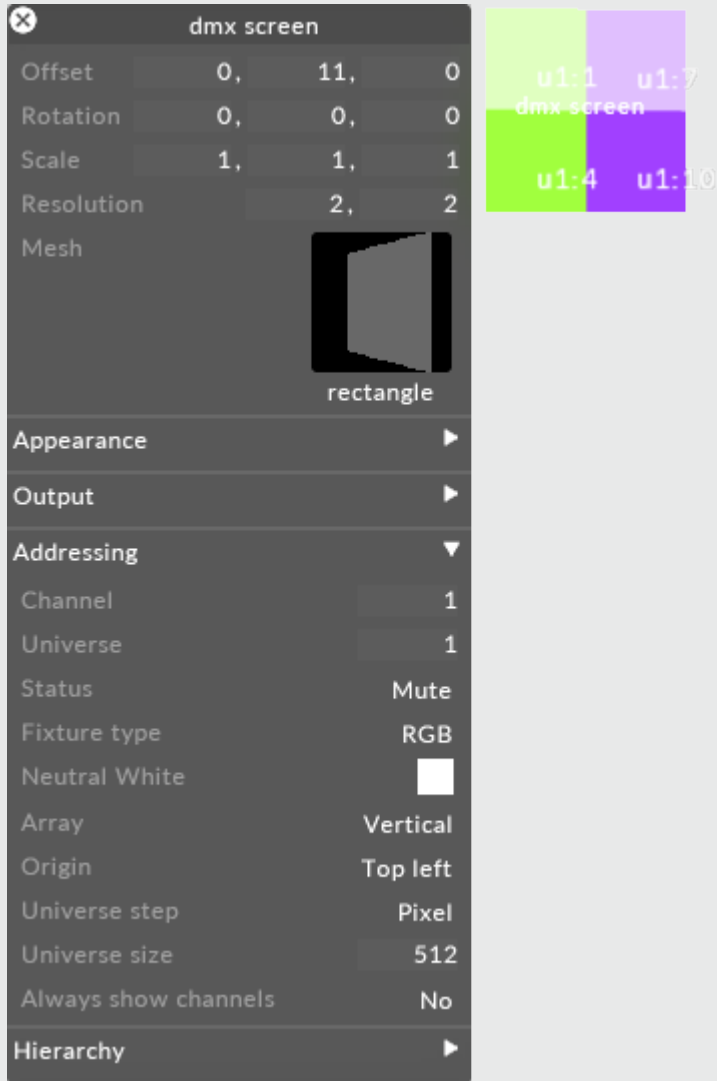 dmx screen
Offset 0, 11, 0
Rotation 0, 0, 0
Scale 1, 1, 1
Resolution 2, 2
Mesh
rectangle
Appearance
Output
Addressing
Channel 1
Universe 1
Status Mute
Fixture type RGB
Neutral White
Array Vertical
Origin Top left
Universe step Pixel
Universe size 512
Always show channels No
Hierarchy
u1:1 u1:7
dmx screen
u1:4 u1:10